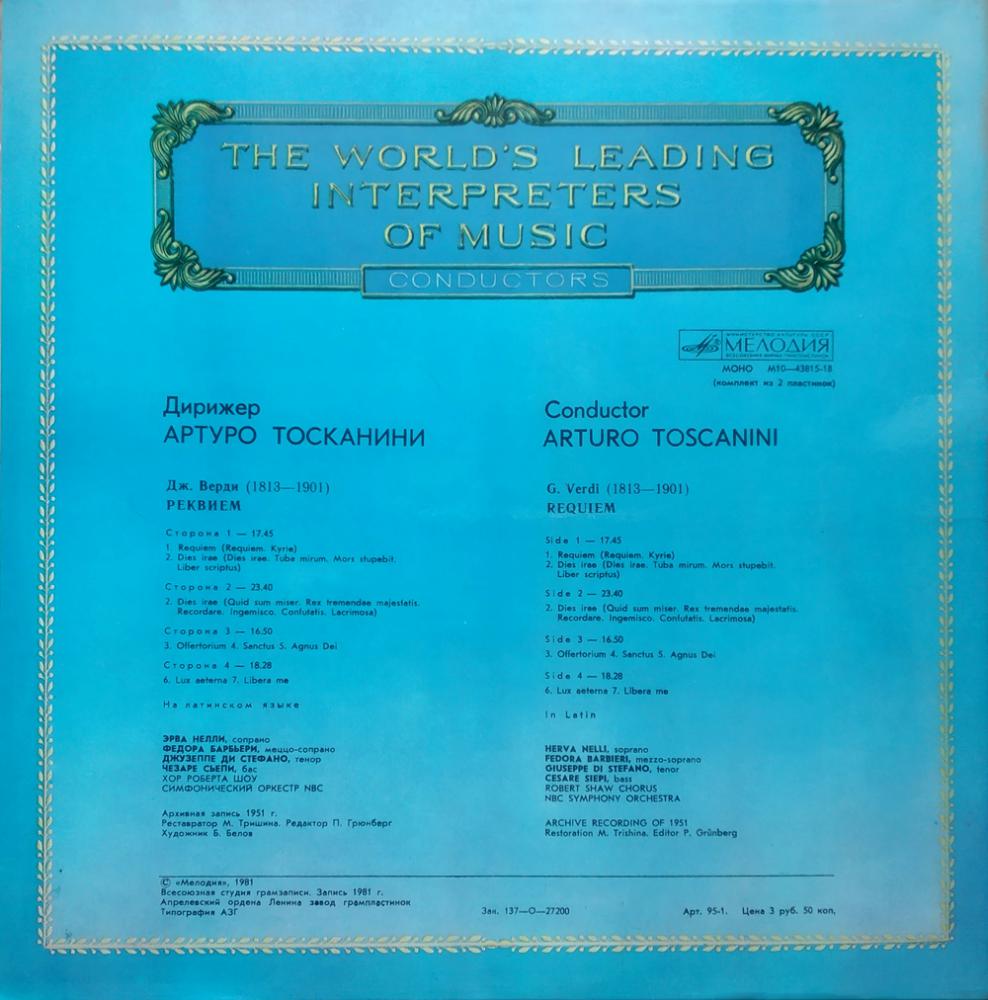 THE WORLD'S LEADING
INTERPRETERS
OF MUSIC
CONDUCTORS
МИНИСТЕРСТВО КУЛЬТУРЫ СССР
МЕЛОДИЯ
ВСЕСОЮЗНАЯ ФИРМА ГРАМПЛАСТИНОК
МОНО М10—43815-18
(комплект из 2 пластинок)
Дирижер
АРТУРО ТОСКАНИНИ
Дж. Верди (1813—1901)
РЕКВИЕМ
Сторона 1 — 17.45
1. Requiem (Requiem. Kyrie)
2. Dies irae (Dies irae. Tuba mirum. Mors stupebit.
Liber scriptus)
Сторона 2 — 23.40
2. Dies irae (Quid sum miser. Rex tremendae majestatis.
Recordare. Ingemisco. Confutatis. Lacrimosa)
Сторона 3 — 16.50
3. Offertorium 4. Sanctus 5. Agnus Dei
Сторона 4 — 18.28
6. Lux aeterna 7. Libera me
На латинском языке
ЭРВА НЕЛЛИ, сопрано
ФЕДОРА БАРБЬЕРИ, меццо-сопрано
ДЖУЗЕППЕ ДИ СТЕФАНО, тенор
ЧЕЗАРЕ СЬЕПИ, бас
ХОР РОБЕРТА ШОУ
СИМФОНИЧЕСКИЙ ОРКЕСТР NBC
Архивная запись 1951 г.
Реставратор М. Тришина. Редактор П. Грюнберг
Художник Б. Белов
Conductor
ARTURO TOSCANINI
G. Verdi (1813—1901)
REQUIEM
Side 1 — 17.45
1. Requiem (Requiem. Kyrie)
2. Dies irae (Dies irae. Tuba mirum. Mors stupebit.
Liber scriptus)
Side 2 — 23.40
2. Dies irae (Quid sum miser. Rex tremendae majestatis.
Recordare. Ingemisco. Confutatis. Lacrimosa)
Side 3 — 16.50
3. Offertorium 4. Sanctus 5. Agnus Dei
Side 4 — 18.28
6. Lux aeterna 7. Libera me
In Latin
HERVA NELLI, soprano
FEDORA BARBIERI, mezzo-soprano
GIUSEPPE DI STEFANO, tenor
CESARE SIEPI, bass
ROBERT SHAW CHORUS
NBC SYMPHONY ORCHESTRA
ARCHIVE RECORDING OF 1951
Restoration M. Trishina. Editor P. Grünberg
© «Мелодия», 1981
Всесоюзная студия грамзаписи. Запись 1981 г.
Апрелевский ордена Ленина завод грампластинок
Типография АЗГ Зак. 137—О—27200 Арт. 95-1. Цена 3 руб. 50 коп.